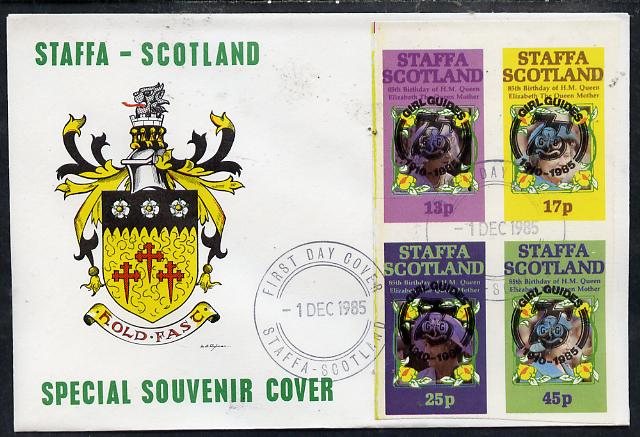 STAFFA - SCOTLAND
HOLD · FAST
SPECIAL SOUVENIR COVER
FIRST DAY COVER
- 1 DEC 1985
STAFFA - SCOTLAND
STAFFA
SCOTLAND
85th Birthday of H.M. Queen
Elizabeth The Queen Mother
GIRL GUIDES
1910-1985
13p
STAFFA
SCOTLAND
85th Birthday of H.M. Queen
Elizabeth The Queen Mother
GIRL GUIDES
1910-1985
17p
DAY
- 1 DEC 1985
STAFFA
SCOTLAND
85th Birthday of H.M. Queen
Elizabeth The Queen Mother
GIRL GUIDES
1910-1985
25p
STAFFA
SCOTLAND
85th Birthday of H.M. Queen
Elizabeth The Queen Mother
GIRL GUIDES
1910-1985
45p